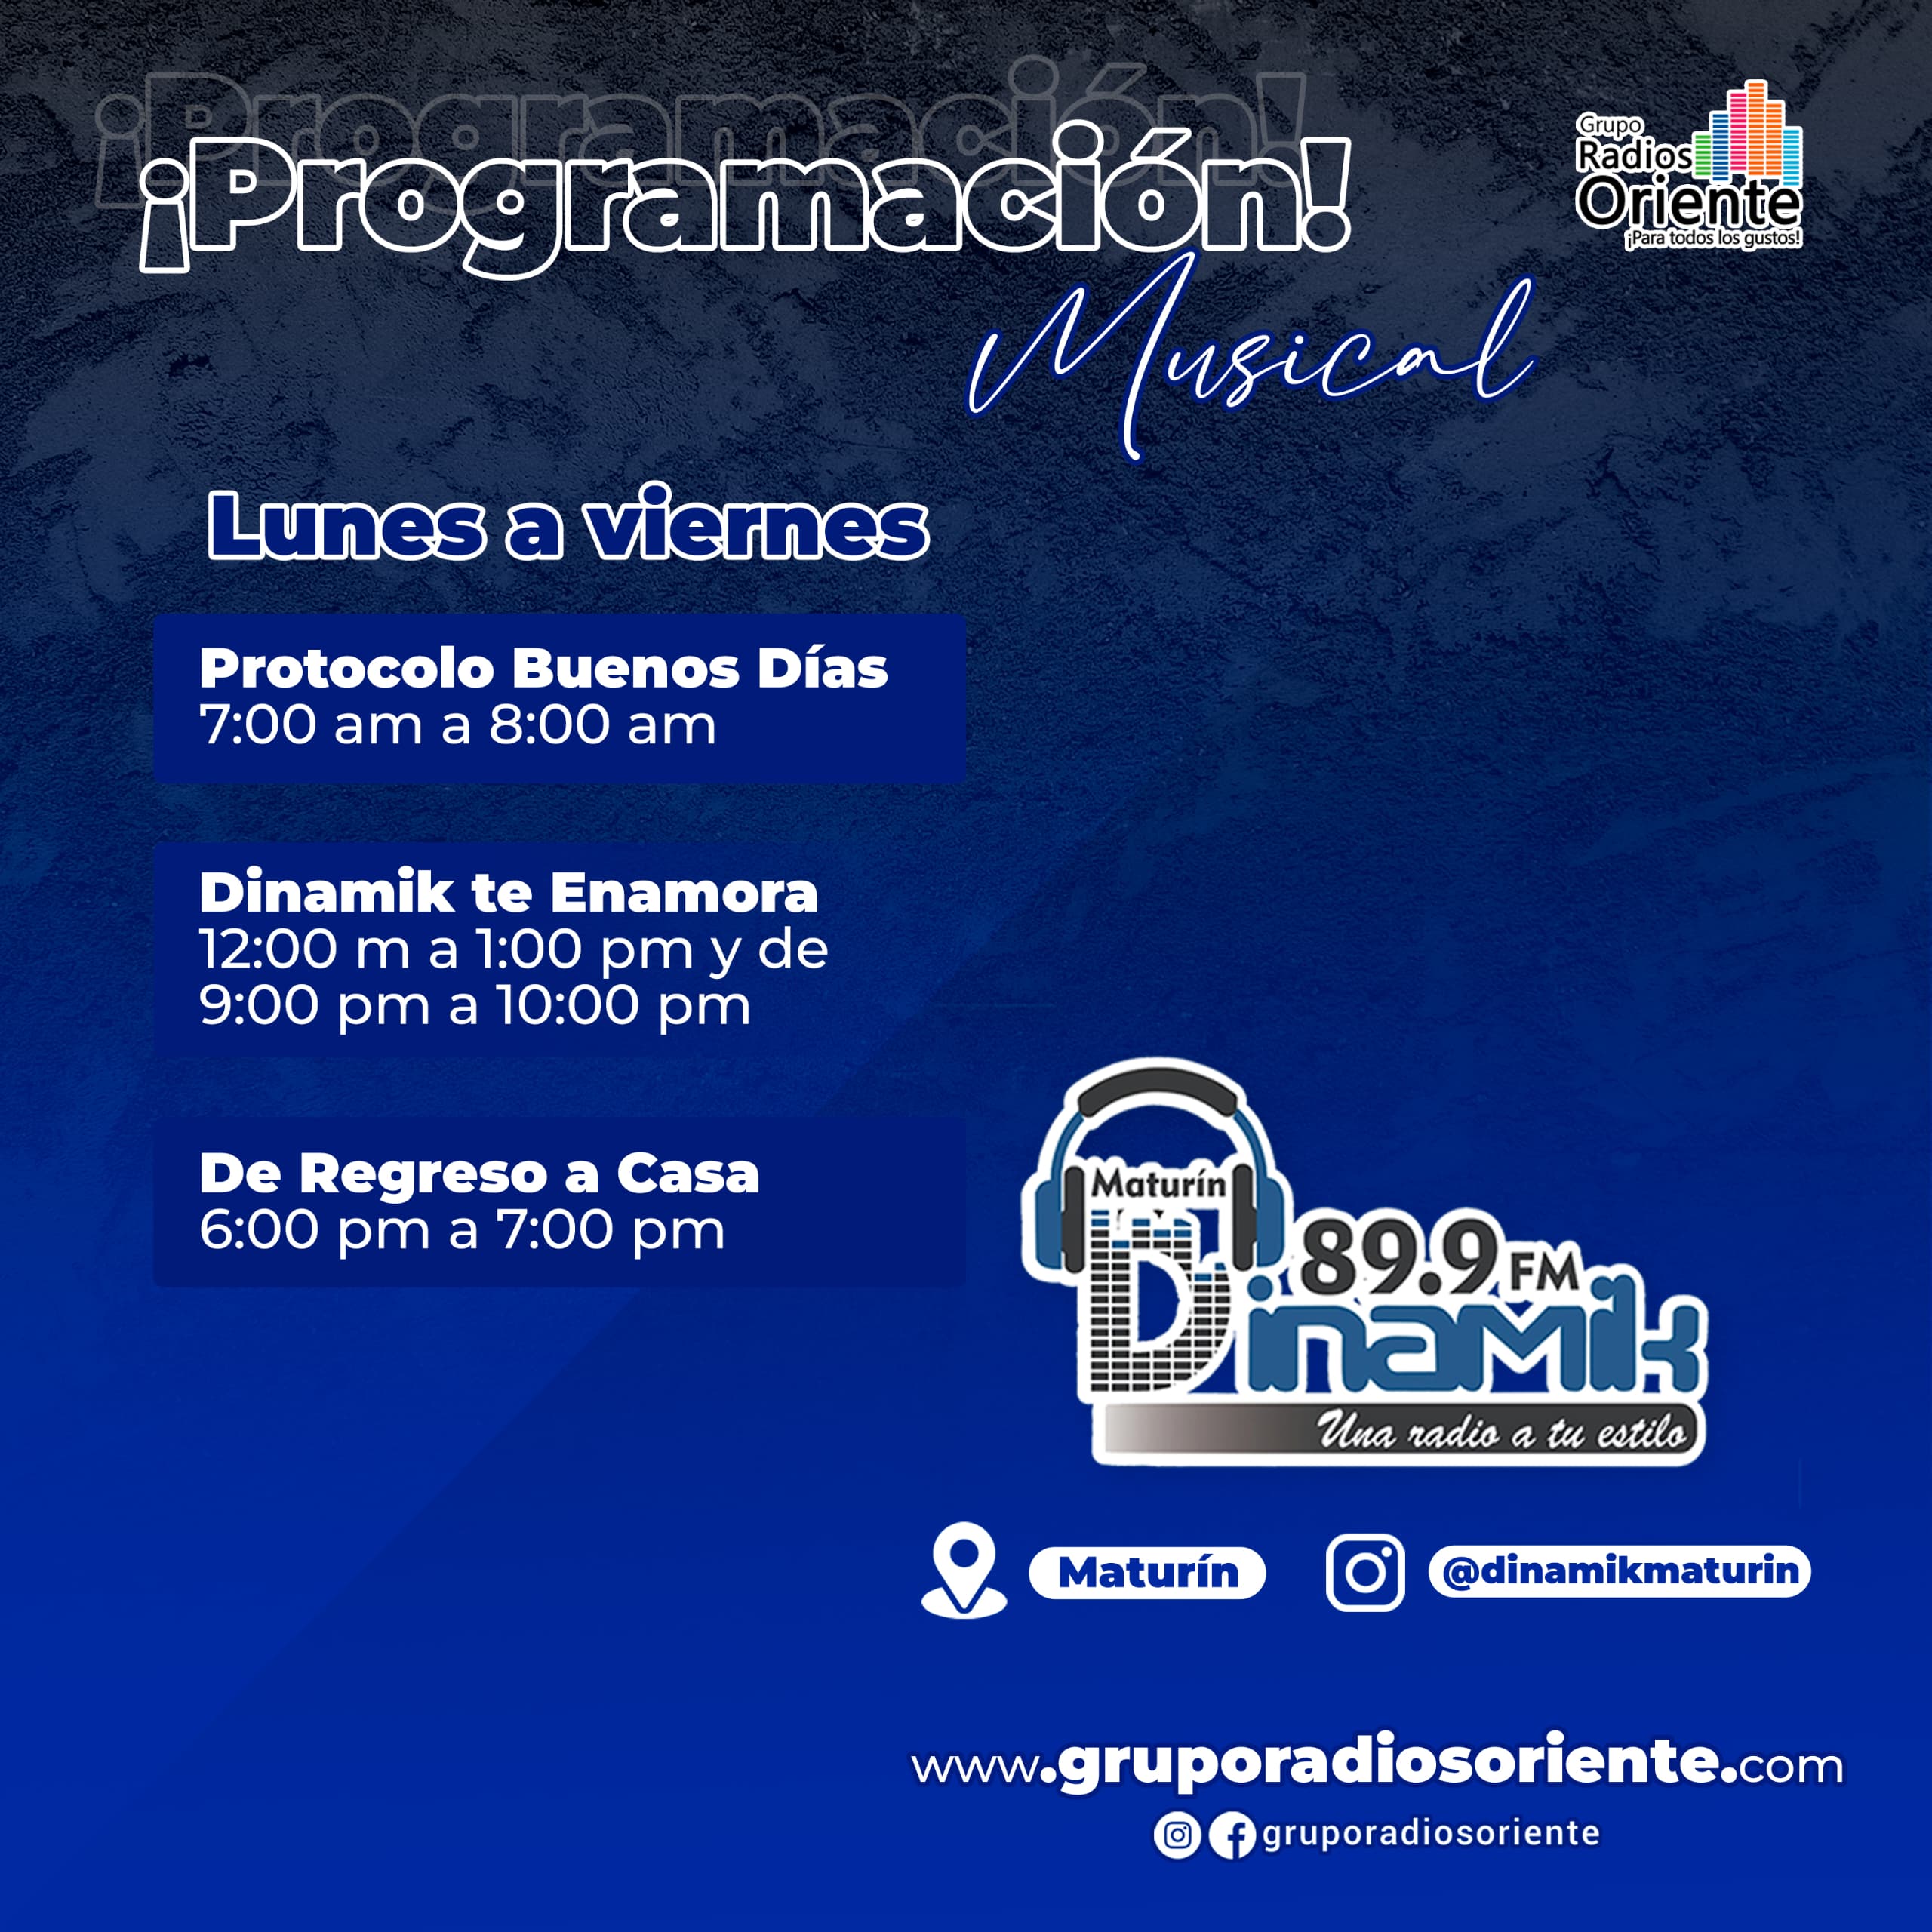 ¡Programación!
¡Programación!
Musical
Grupo
Radios
Oriente
¡Para todos los gustos!
Lunes a viernes
Protocolo Buenos Días
7:00 am a 8:00 am
Dinamik te Enamora
12:00 m a 1:00 pm y de
9:00 pm a 10:00 pm
De Regreso a Casa
6:00 pm a 7:00 pm
Maturín
89.9 FM
Dinamik
Una radio a tu estilo
Maturín
@dinamikmaturin
www.gruporadiosoriente.com
gruporadiosoriente